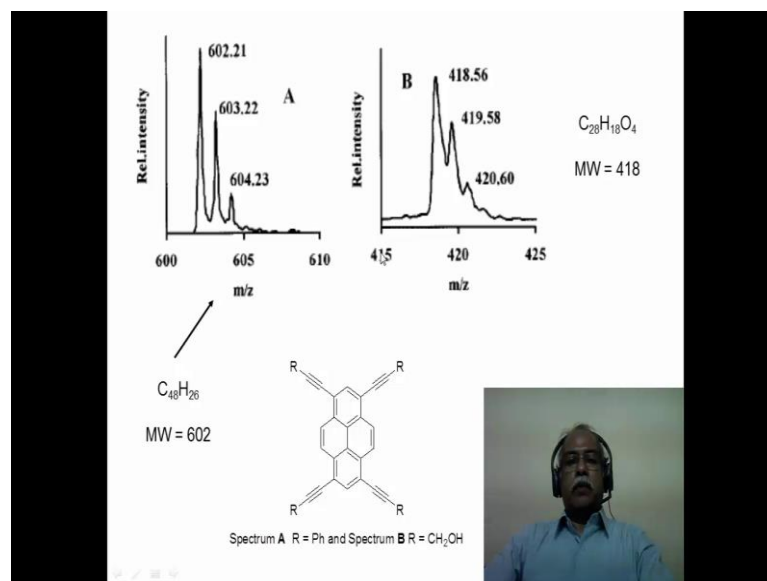 602.21
603.22
604.23
A
Rel.intensity
600 605 610
m/z
B
418.56
419.58
420.60
Rel.intensity
415 420 425
m/z
C₂₈H₁₈O₄
MW = 418
C₄₈H₂₆
MW = 602
R R
R R
Spectrum A R = Ph and Spectrum B R = CH₂OH